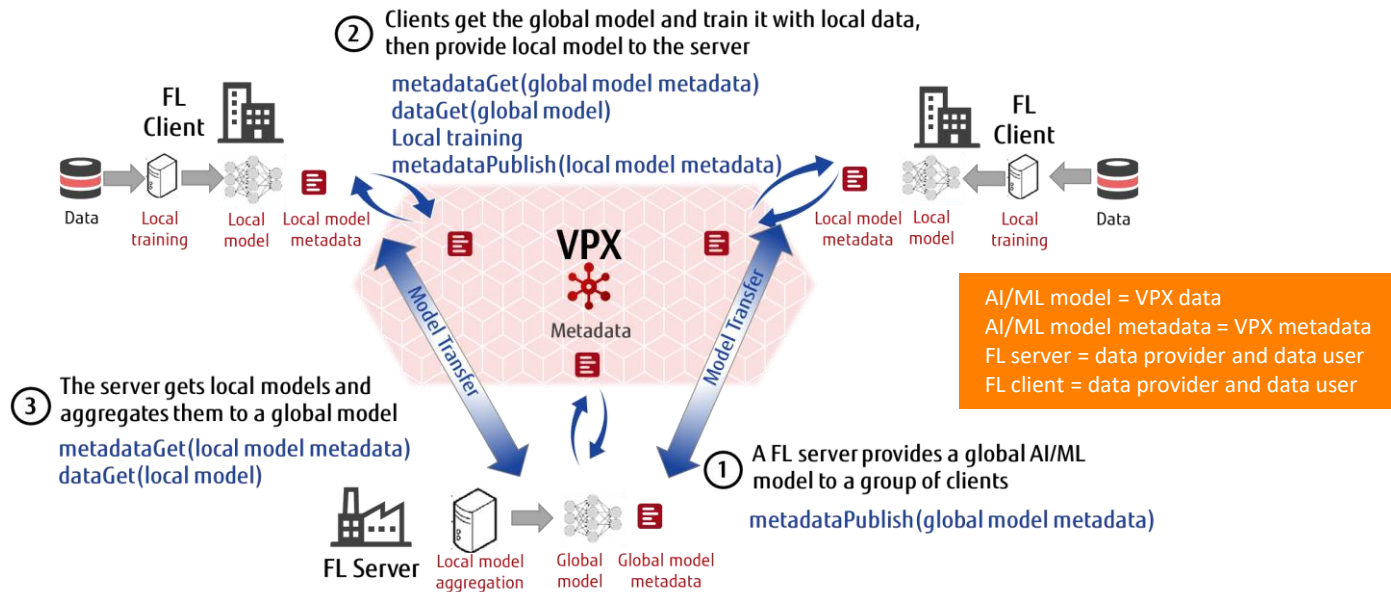 2
Clients get the global model and train it with local data,
then provide local model to the server
metadataGet(global model metadata)
dataGet(global model)
Local training
metadataPublish(local model metadata)
FL
Client
Data
Local
training
Local
model
Local model
metadata
FL
Client
Local model
metadata
Local
model
Local
training
Data
VPX
Metadata
Model Transfer
Model Transfer
AI/ML model = VPX data
AI/ML model metadata = VPX metadata
FL server = data provider and data user
FL client = data provider and data user
3
The server gets local models and
aggregates them to a global model
metadataGet(local model metadata)
dataGet(local model)
1
A FL server provides a global AI/ML
model to a group of clients
metadataPublish(global model metadata)
FL Server
Local model
aggregation
Global
model
Global model
metadata